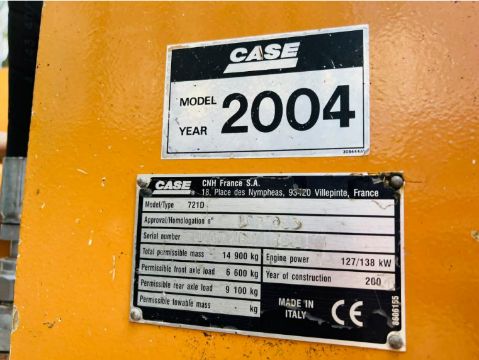 CASE
MODEL
YEAR 2004
CASE CNH France S.A.
18, Place des Nympheas, 93420 Villepinte, France
Model/Type 721D
Approval/Homologation n°
Serial number
Total permissible mass 14 900 kg
Permissible front axle load 6 600 kg
Permissible rear axle load 9 100 kg
Permissible towable mass - kg
Engine power 127/138 kW
Year of construction 200
MADE IN
ITALY
CE